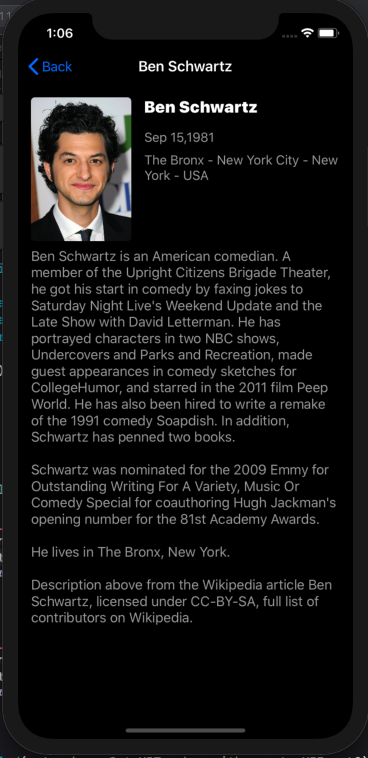 1:06
Back
Ben Schwartz
Ben Schwartz
Sep 15,1981
The Bronx - New York City - New
York - USA
Ben Schwartz is an American comedian. A
member of the Upright Citizens Brigade Theater,
he got his start in comedy by faxing jokes to
Saturday Night Live's Weekend Update and the
Late Show with David Letterman. He has
portrayed characters in two NBC shows,
Undercovers and Parks and Recreation, made
guest appearances in comedy sketches for
CollegeHumor, and starred in the 2011 film Peep
World. He has also been hired to write a remake
of the 1991 comedy Soapdish. In addition,
Schwartz has penned two books.
Schwartz was nominated for the 2009 Emmy for
Outstanding Writing For A Variety, Music Or
Comedy Special for coauthoring Hugh Jackman's
opening number for the 81st Academy Awards.
He lives in The Bronx, New York.
Description above from the Wikipedia article Ben
Schwartz, licensed under CC-BY-SA, full list of
contributors on Wikipedia.